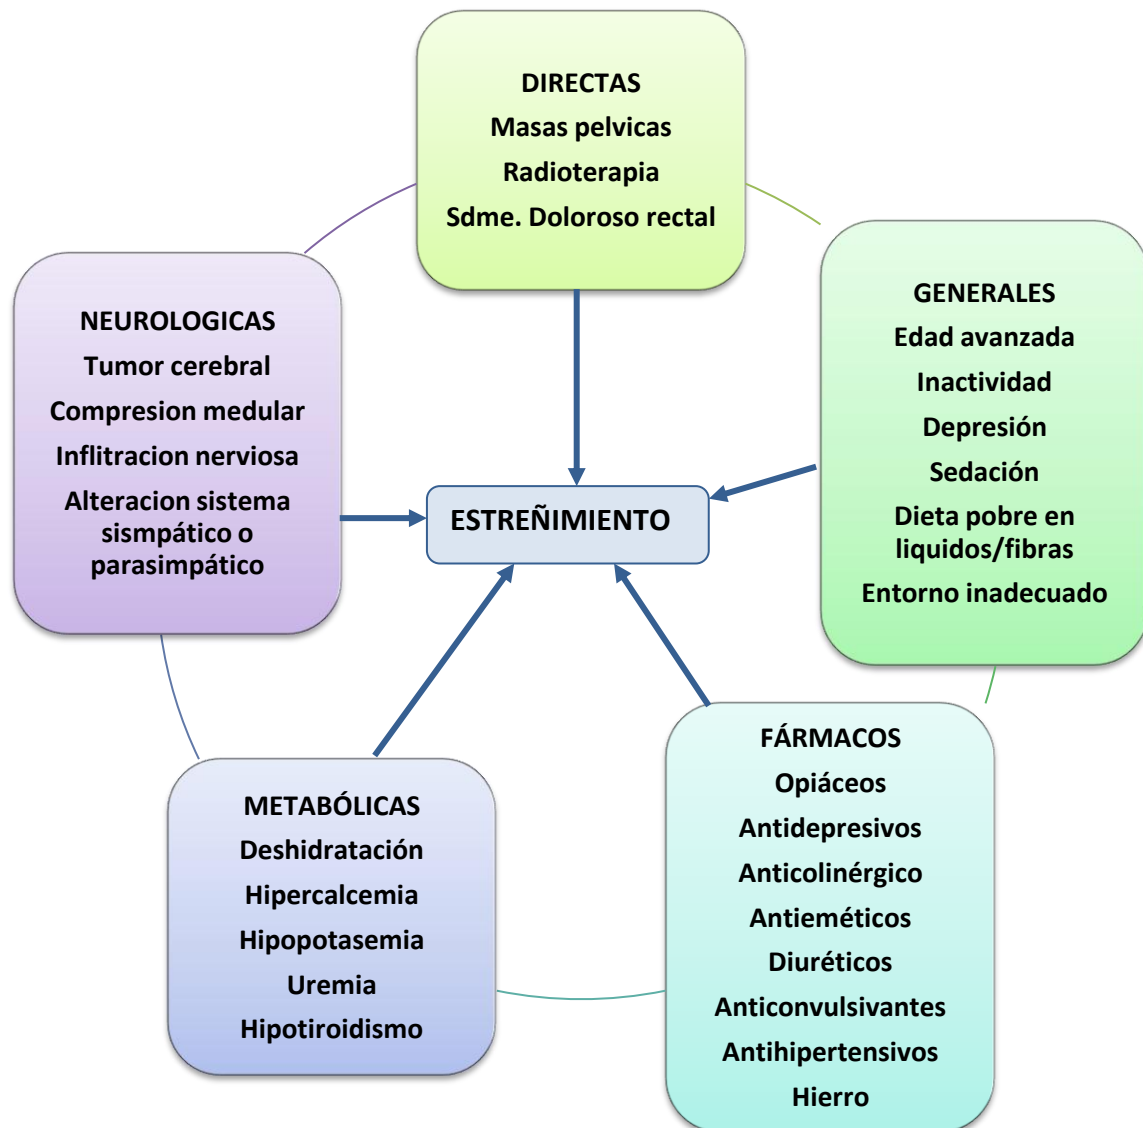 DIRECTAS
Masas pelvicas
Radioterapia
Sdme. Doloroso rectal
GENERALES
Edad avanzada
Inactividad
Depresión
Sedación
Dieta pobre en
liquidos/fibras
Entorno inadecuado
FÁRMACOS
Opiáceos
Antidepresivos
Anticolinérgico
Antieméticos
Diuréticos
Anticonvulsivantes
Antihipertensivos
Hierro
METABÓLICAS
Deshidratación
Hipercalcemia
Hipopotasemia
Uremia
Hipotiroidismo
NEUROLOGICAS
Tumor cerebral
Compresion medular
Inflitracion nerviosa
Alteracion sistema
sismpático o
parasimpático
ESTREÑIMIENTO